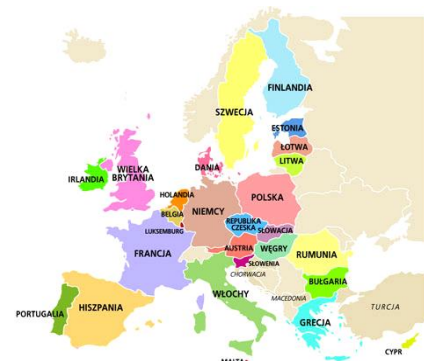 FINLANDIA
SZWECJA
ESTONIA
ŁOTWA
LITWA
DANIA
IRLANDIA
WIELKA
BRYTANIA
HOLANDIA
BELGIA
NIEMCY
POLSKA
LUKSEMBURG
REPUBLIKA
CZESKA
SŁOWACJA
FRANCJA
AUSTRIA
WĘGRY
SŁOWENIA
CHORWACJA
RUMUNIA
WŁOCHY
BUŁGARIA
MACEDONIA
HISZPANIA
PORTUGALIA
GRECJA
TURCJA
CYPR
MALTA